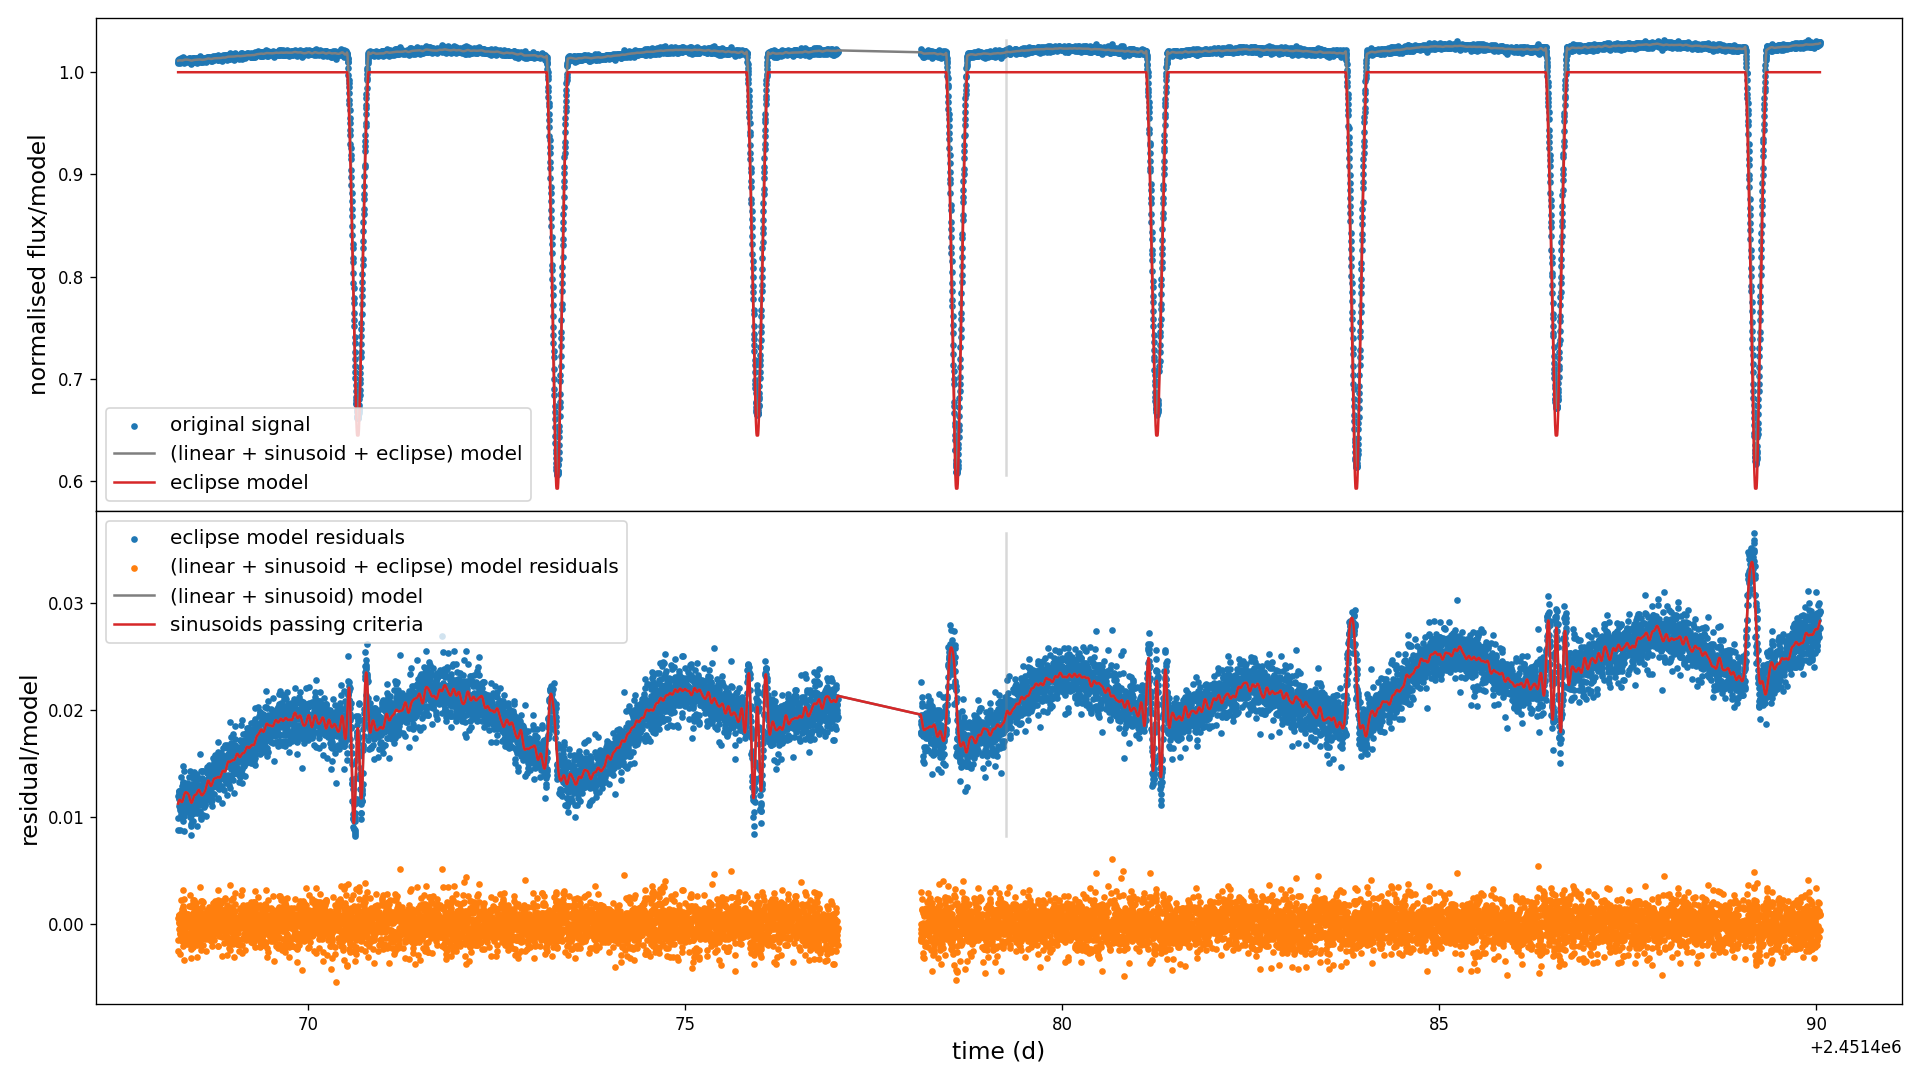 normalised flux/model
1.0
0.9
0.8
0.7
0.6
original signal
(linear + sinusoid + eclipse) model
eclipse model
residual/model
0.03
0.02
0.01
0.00
eclipse model residuals
(linear + sinusoid + eclipse) model residuals
(linear + sinusoid) model
sinusoids passing criteria
70 75 80 85 90
time (d)
+2.4514e6